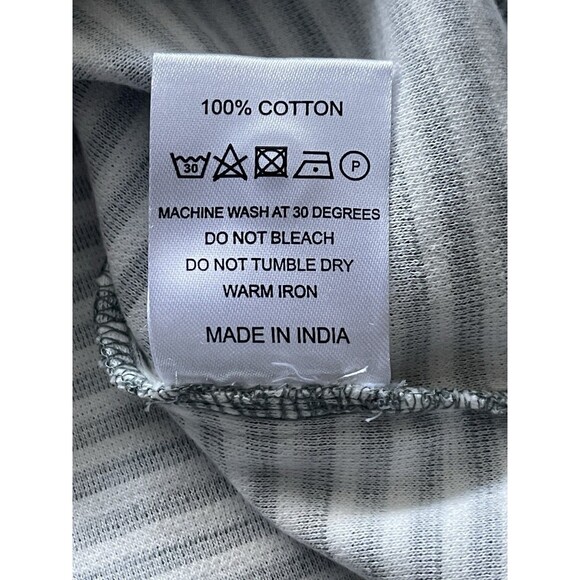 100% COTTON
30 P
MACHINE WASH AT 30 DEGREES
DO NOT BLEACH
DO NOT TUMBLE DRY
WARM IRON
MADE IN INDIA